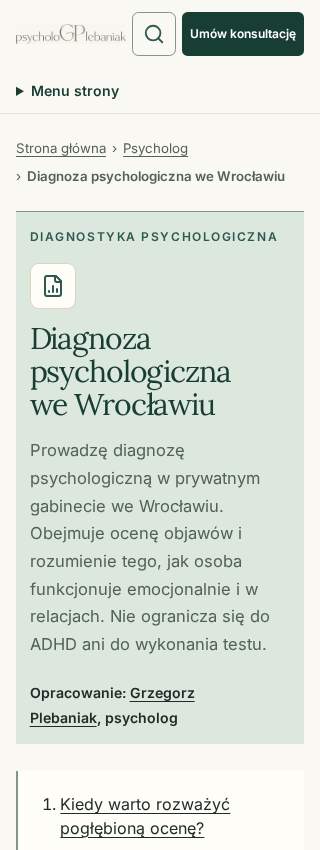 psycholoGPlebaniak
Umów konsultację
Menu strony
Strona główna › Psycholog
› Diagnoza psychologiczna we Wrocławiu
DIAGNOSTYKA PSYCHOLOGICZNA
Diagnoza
psychologiczna
we Wrocławiu
Prowadzę diagnozę
psychologiczną w prywatnym
gabinecie we Wrocławiu.
Obejmuje ocenę objawów i
rozumienie tego, jak osoba
funkcjonuje emocjonalnie i w
relacjach. Nie ogranicza się do
ADHD ani do wykonania testu.
Opracowanie: Grzegorz
Plebaniak, psycholog
1. Kiedy warto rozważyć
pogłębioną ocenę?